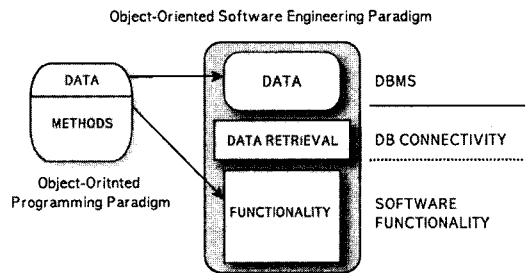 Object-Oriented Software Engineering Paradigm
DATA
METHODS
Object-Oritnted
Programming Paradigm
DATA
DBMS
DATA RETRIEVAL
DB CONNECTIVITY
FUNCTIONALITY
SOFTWARE
FUNCTIONALITY